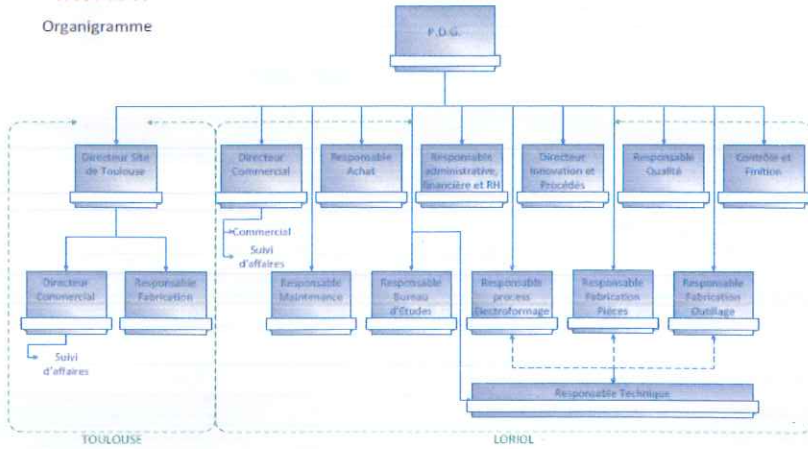 Organigramme
P.D.G.
Directeur Site
de Toulouse
Directeur
Commercial
Responsable
Achat
Responsable
administrative,
financière et RH
Directeur
Innovation et
Procédés
Responsable
Qualité
Contrôle et
Finition
Commercial
Suivi
d'affaires
Directeur
Commercial
Responsable
Fabrication
Responsable
Maintenance
Responsable
Bureau
d'Etudes
Responsable
process
Electroformage
Responsable
Fabrication
Pièces
Responsable
Fabrication
Outillage
Suivi
d'affaires
Responsable Technique
TOULOUSE
LORIOL